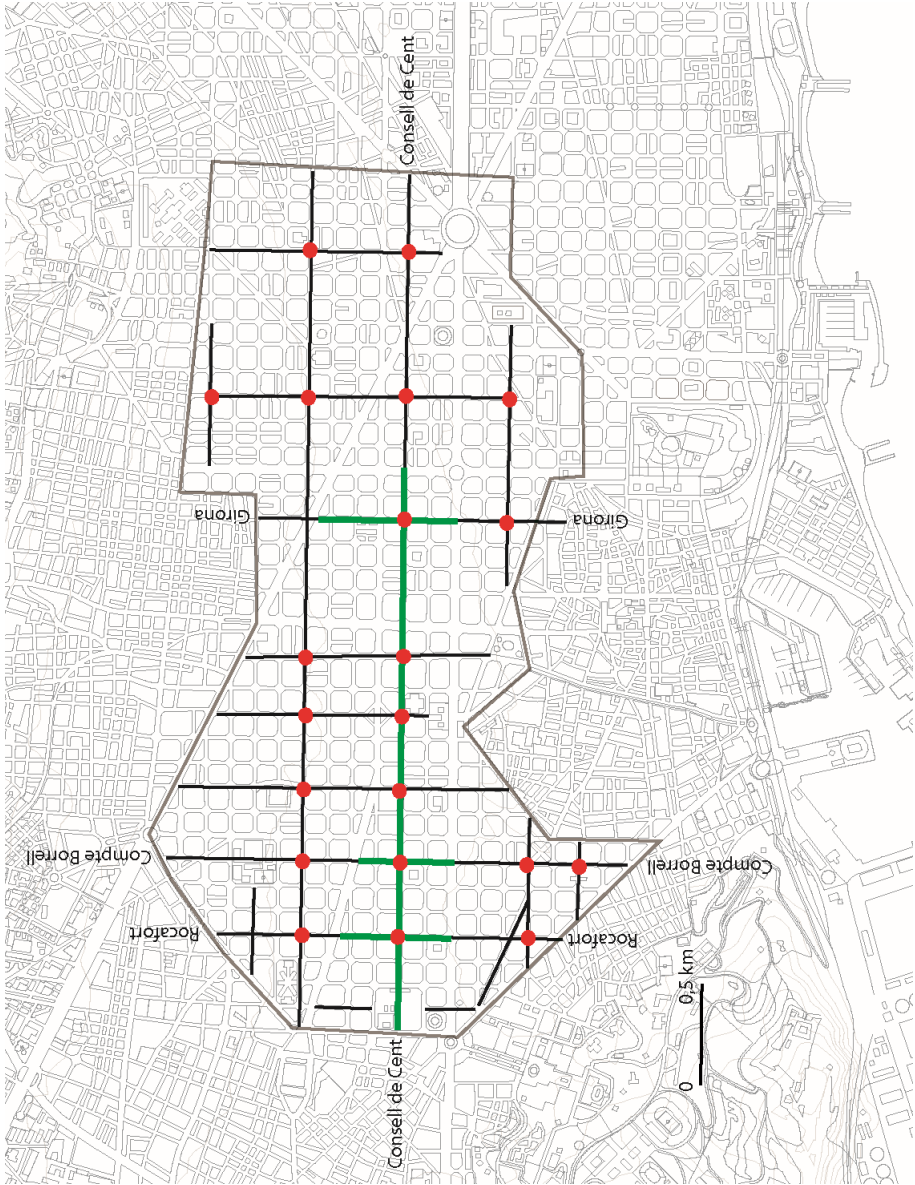 Consell de Cent
Girona
Girona
Compte Borrell
Compte Borrell
Rocafort
Rocafort
0 0,5 km
Consell de Cent